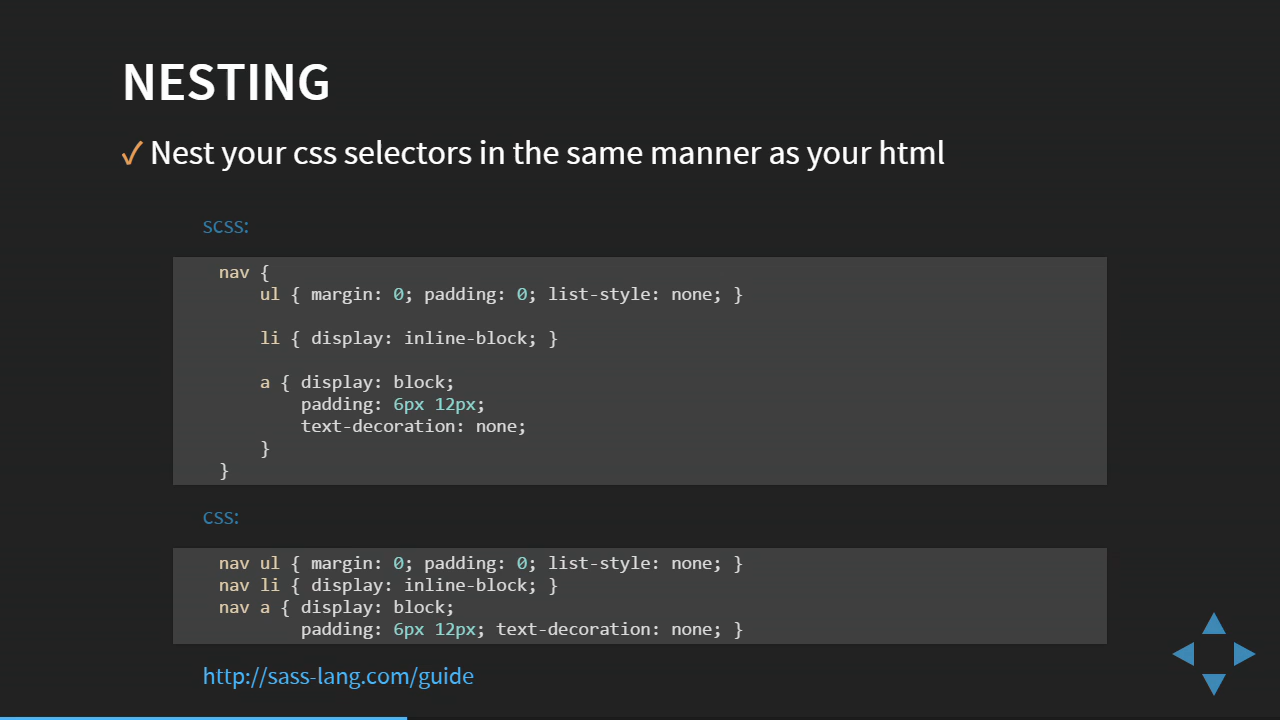 NESTING
✓ Nest your css selectors in the same manner as your html
scss:
nav {
    ul { margin: 0; padding: 0; list-style: none; }
    li { display: inline-block; }
    a { display: block;
        padding: 6px 12px;
        text-decoration: none;
    }
}
css:
nav ul { margin: 0; padding: 0; list-style: none; }
nav li { display: inline-block; }
nav a { display: block;
        padding: 6px 12px; text-decoration: none; }
http://sass-lang.com/guide